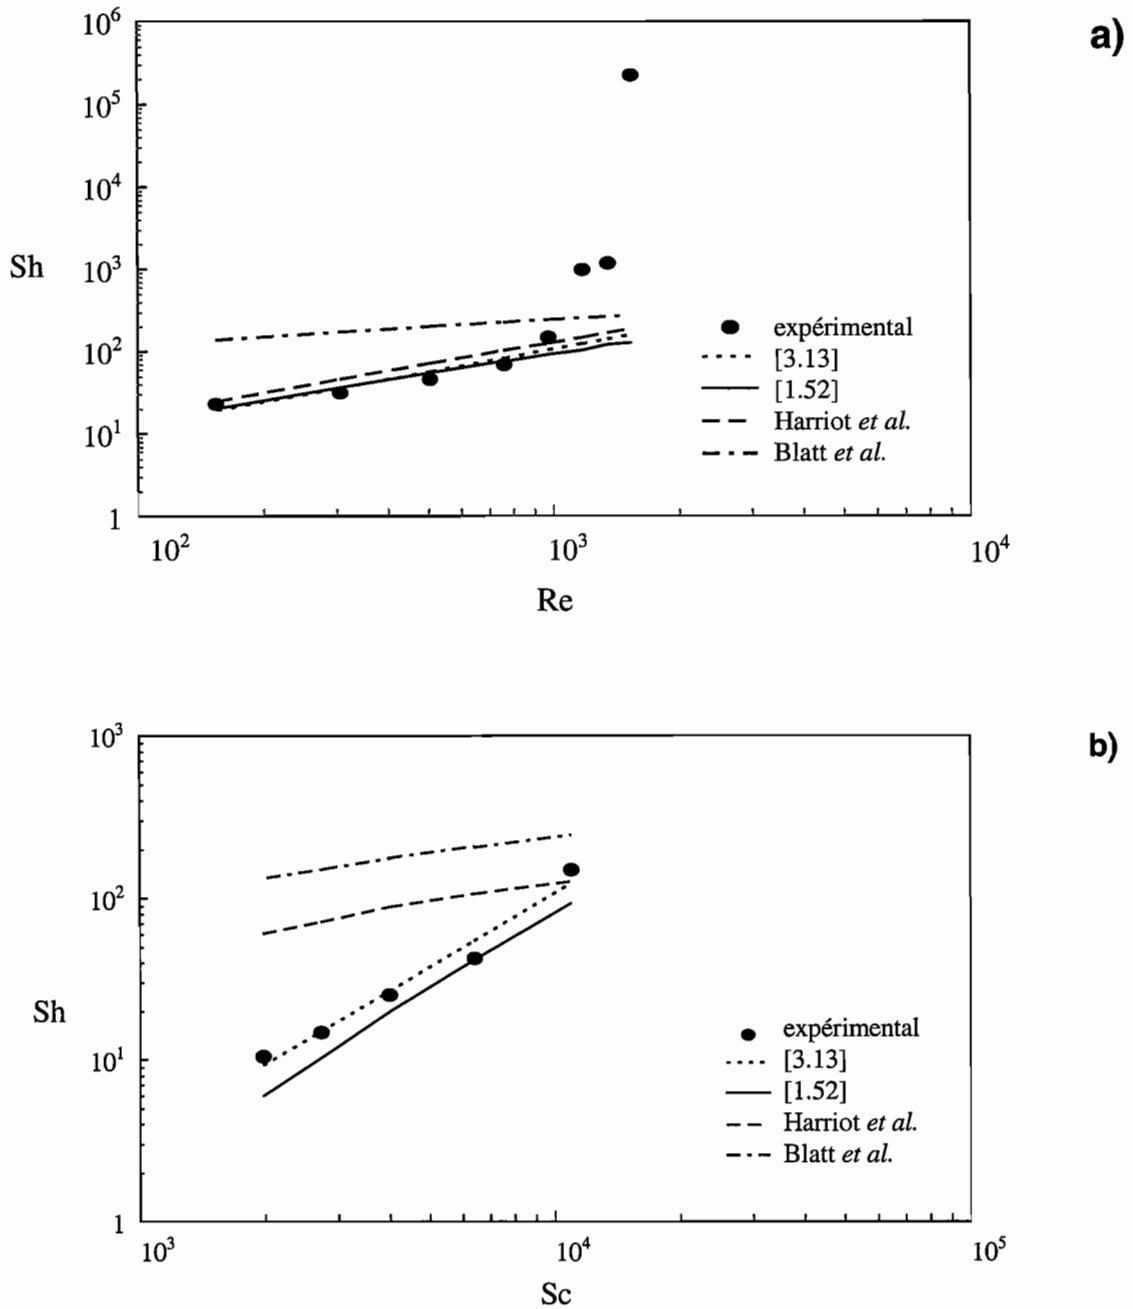 a)
10⁶
10⁵
10⁴
Sh
10³
10²
10¹
1
expérimental
[3.13]
[1.52]
Harriot et al.
Blatt et al.
10² 10³ 10⁴
Re
b)
10³
10²
Sh
10¹
1
expérimental
[3.13]
[1.52]
Harriot et al.
Blatt et al.
10³ 10⁴ 10⁵
Sc